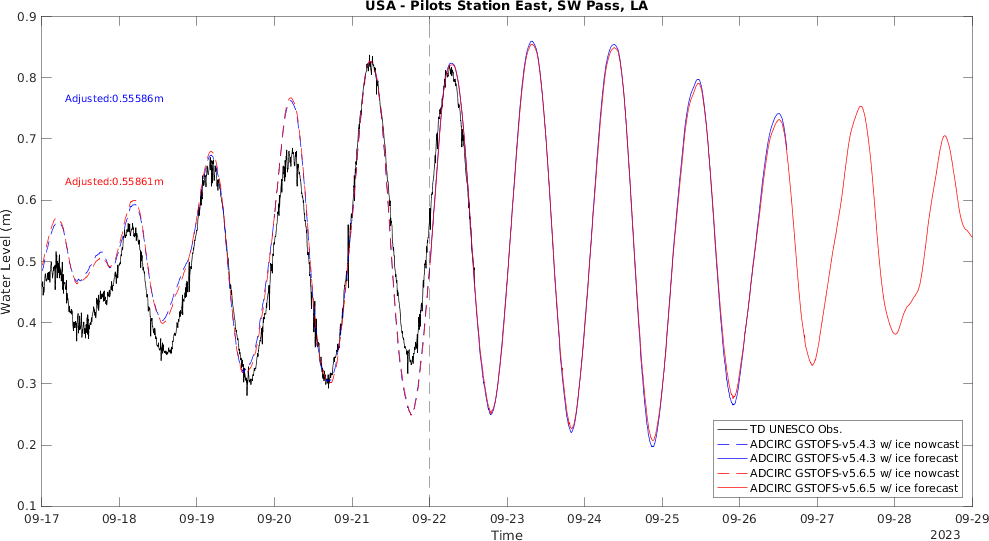 USA - Pilots Station East, SW Pass, LA
0.9
0.8
0.7
0.6
0.5
0.4
0.3
0.2
0.1
Water Level (m)
Adjusted:0.55586m
Adjusted:0.55861m
TD UNESCO Obs.
ADCIRC GSTOFS-v5.4.3 w/ ice nowcast
ADCIRC GSTOFS-v5.4.3 w/ ice forecast
ADCIRC GSTOFS-v5.6.5 w/ ice nowcast
ADCIRC GSTOFS-v5.6.5 w/ ice forecast
09-17 09-18 09-19 09-20 09-21 09-22 09-23 09-24 09-25 09-26 09-27 09-28 09-29
Time
2023